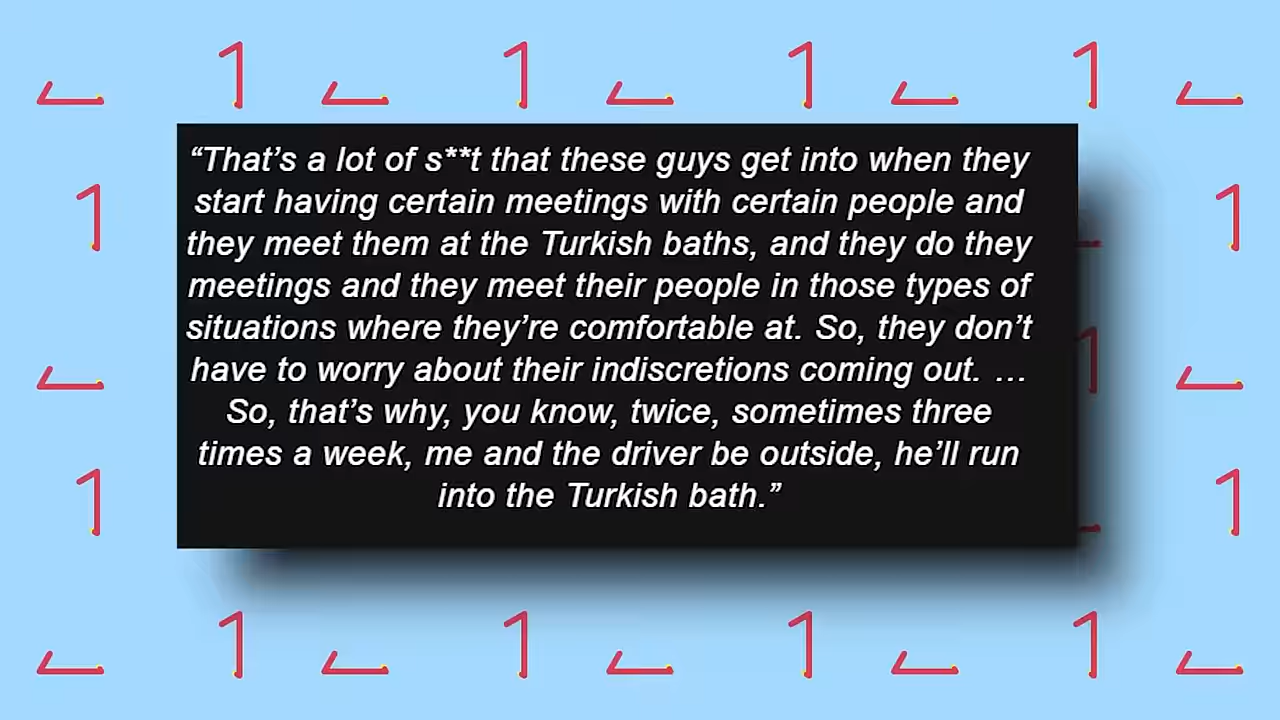 “That’s a lot of s**t that these guys get into when they
start having certain meetings with certain people and
they meet them at the Turkish baths, and they do they
meetings and they meet their people in those types of
situations where they’re comfortable at. So, they don’t
have to worry about their indiscretions coming out. …
So, that’s why, you know, twice, sometimes three
times a week, me and the driver be outside, he’ll run
into the Turkish bath.”